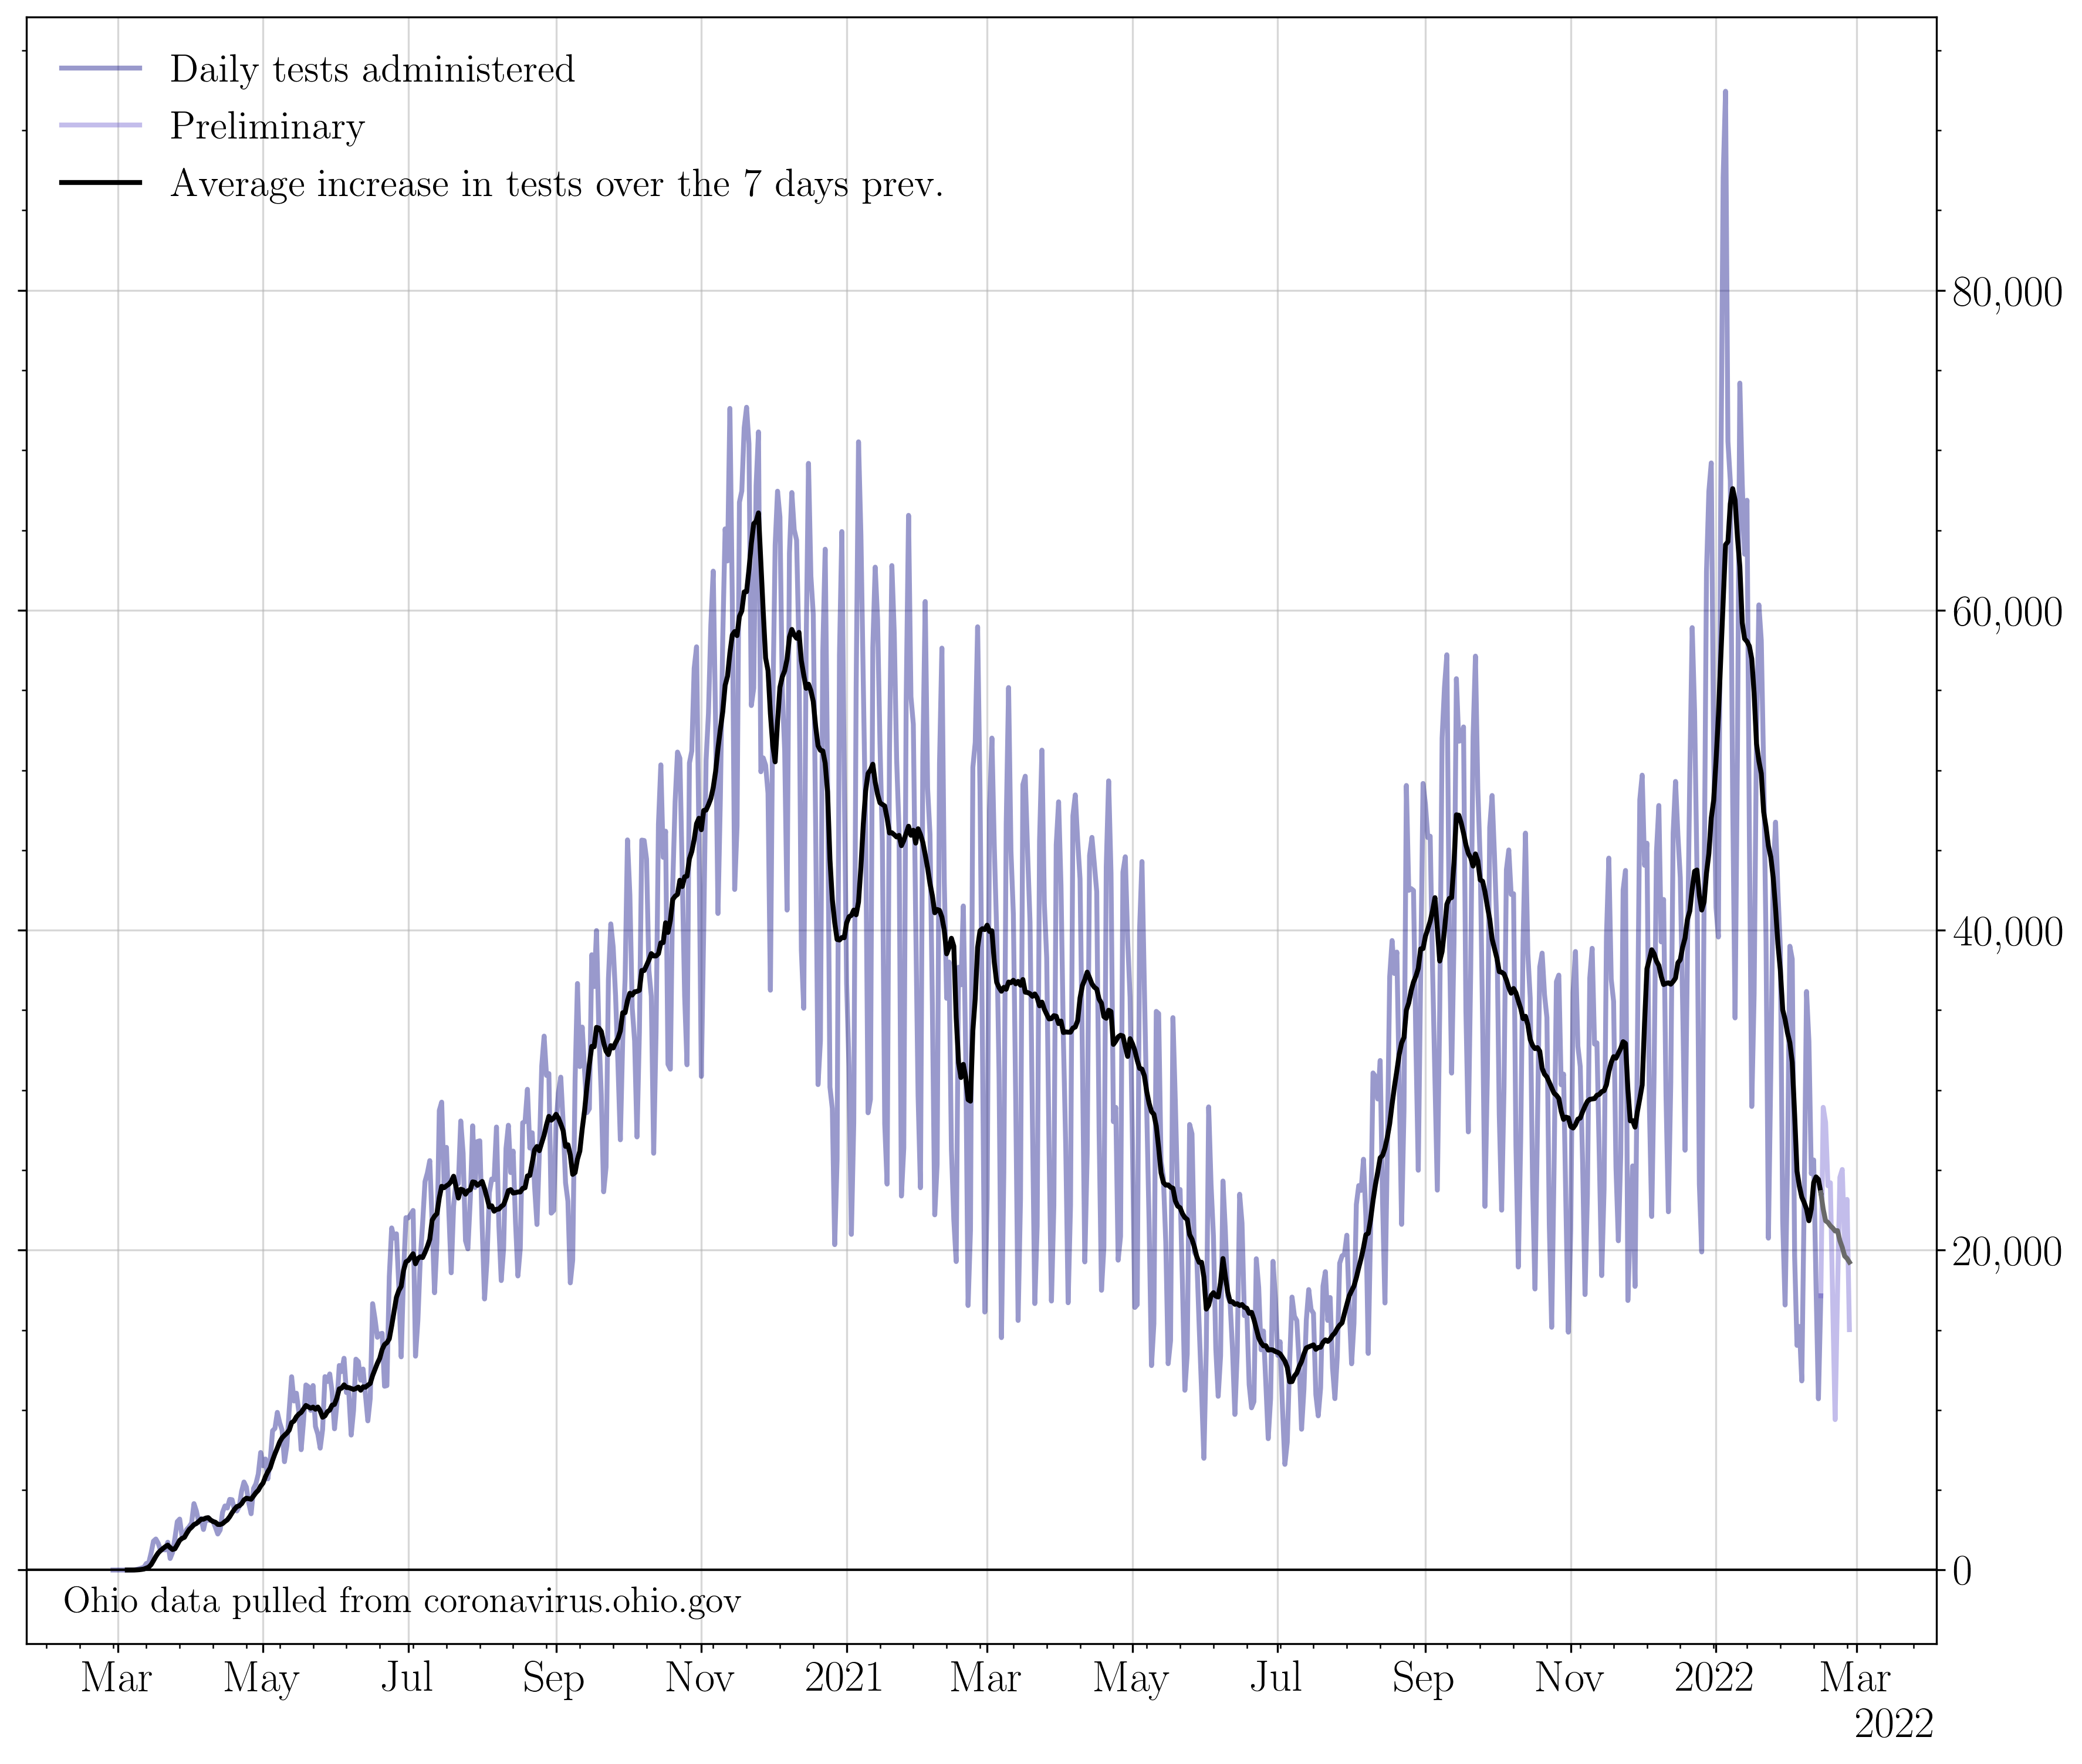 Daily tests administered
Preliminary
Average increase in tests over the 7 days prev.
80,000
60,000
40,000
20,000
0
Ohio data pulled from coronavirus.ohio.gov
Mar May Jul Sep Nov 2021 Mar May Jul Sep Nov 2022 Mar
2022